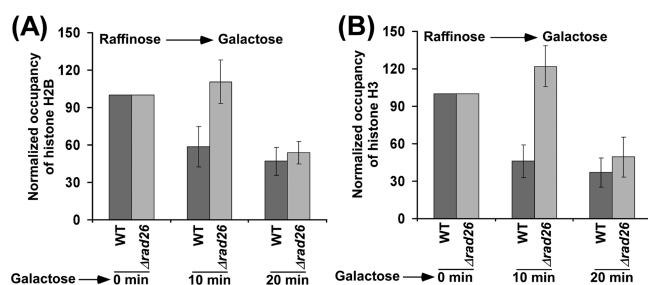 (A)
Raffinose Galactose
Normalized occupancy
of histone H2B
150
120
90
60
30
0
WT
Δrad26
WT
Δrad26
WT
Δrad26
Galactose 0 min 10 min 20 min
(B)
Raffinose Galactose
Normalized occupancy
of histone H3
150
120
90
60
30
0
WT
Δrad26
WT
Δrad26
WT
Δrad26
Galactose 0 min 10 min 20 min